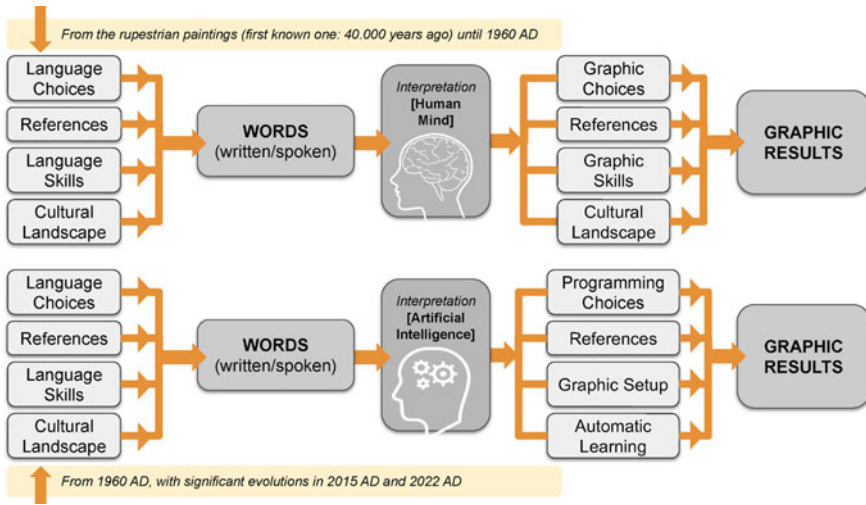 From the rupestrian paintings (first known one: 40.000 years ago) until 1960 AD
Language
Choices
References
Language
Skills
Cultural
Landscape
WORDS
(written/spoken)
Interpretation
[Human
Mind]
Graphic
Choices
References
Graphic
Skills
Cultural
Landscape
GRAPHIC
RESULTS
Language
Choices
References
Language
Skills
Cultural
Landscape
WORDS
(written/spoken)
Interpretation
[Artificial
Intelligence]
Programming
Choices
References
Graphic Setup
Automatic
Learning
GRAPHIC
RESULTS
From 1960 AD, with significant evolutions in 2015 AD and 2022 AD